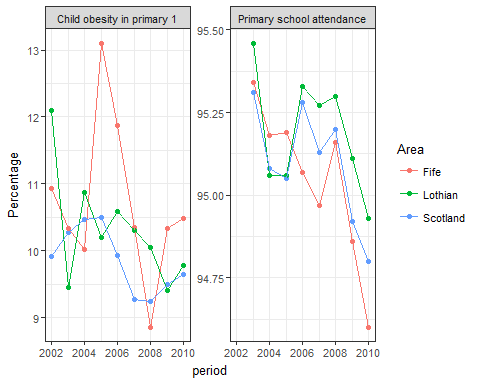 Child obesity in primary 1
Primary school attendance
Percentage
13
12
11
10
9
95.50
95.25
95.00
94.75
2002 2004 2006 2008 2010
2002 2004 2006 2008 2010
period
Area
Fife
Lothian
Scotland